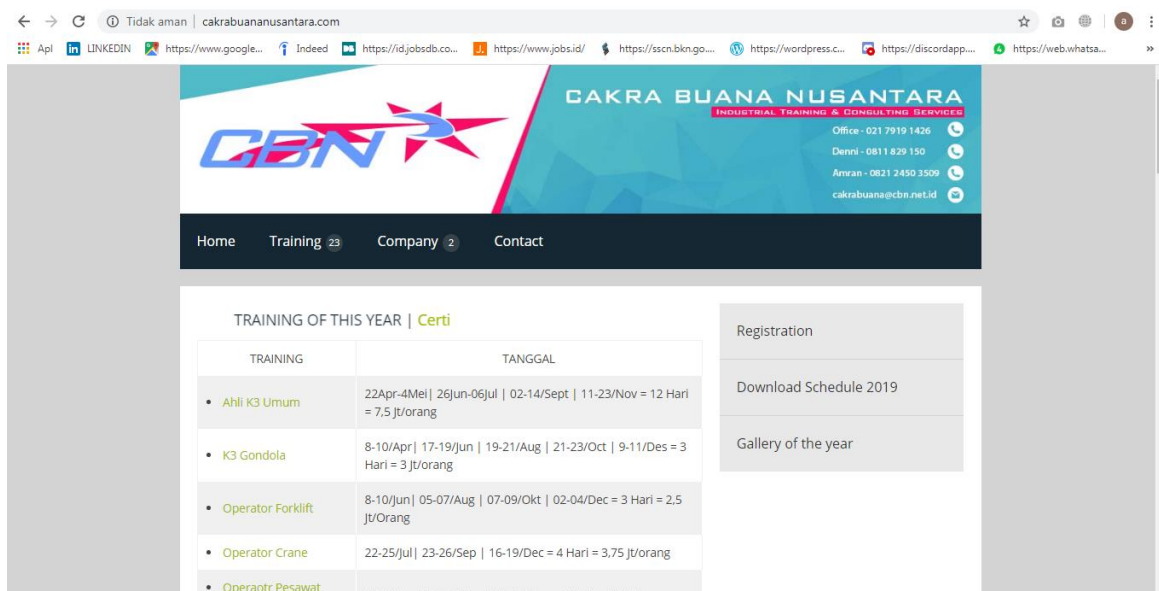 Tidak aman | cakrabuananusantara.com
Apl LINKEDIN https://www.google... Indeed https://id.jobsdb.co... https://www.jobs.id/ https://sscn.bkn.go.... https://wordpress.c... https://discordapp.... https://web.whatsa... »
CBN
CAKRA BUANA NUSANTARA
INDUSTRIAL TRAINING & CONSULTING SERVICES
Office - 021 7919 1426
Denni - 0811 829 150
Amran - 0821 2450 3509
cakrabuana@cbn.net.id
Home Training 23 Company 2 Contact
TRAINING OF THIS YEAR | Certi
TRAINING TANGGAL
• Ahli K3 Umum
22Apr-4Mei| 26Jun-06Jul | 02-14/Sept | 11-23/Nov = 12 Hari
= 7,5 Jt/orang
• K3 Gondola
8-10/Apr| 17-19/Jun | 19-21/Aug | 21-23/Oct | 9-11/Des = 3
Hari = 3 Jt/orang
• Operator Forklift
8-10/Jun| 05-07/Aug | 07-09/Okt | 02-04/Dec = 3 Hari = 2,5
Jt/Orang
• Operator Crane
22-25/Jul| 23-26/Sep | 16-19/Dec = 4 Hari = 3,75 Jt/orang
• Operaotr Pesawat
Registration
Download Schedule 2019
Gallery of the year